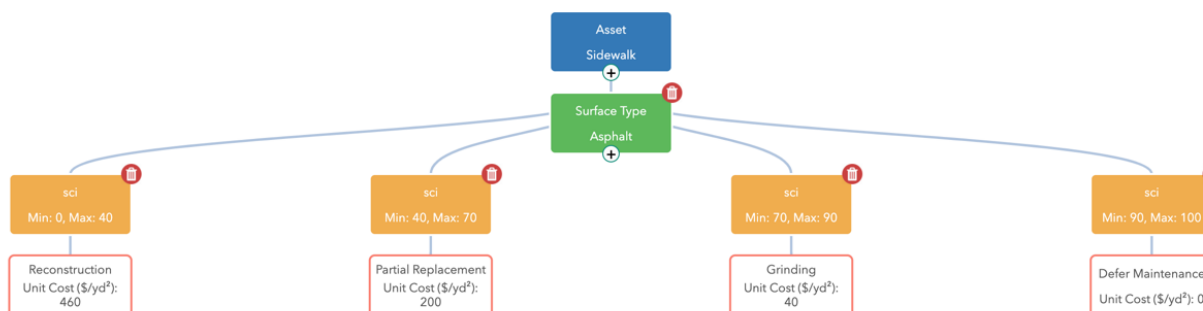 Asset
Sidewalk
Surface Type
Asphalt
sci
Min: 0, Max: 40
sci
Min: 40, Max: 70
sci
Min: 70, Max: 90
sci
Min: 90, Max: 100
Reconstruction
Unit Cost ($/yd²):
460
Partial Replacement
Unit Cost ($/yd²):
200
Grinding
Unit Cost ($/yd²):
40
Defer Maintenance
Unit Cost ($/yd²): 0